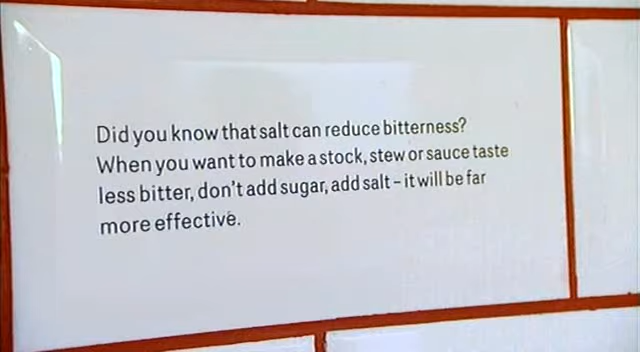 Did you know that salt can reduce bitterness?
When you want to make a stock, stew or sauce taste
less bitter, don't add sugar, add salt – it will be far
more effective.